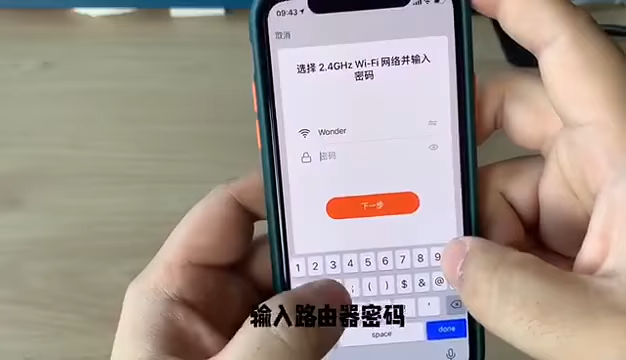 09:43
取消
选择 2.4GHz Wi-Fi 网络并输入
密码
Wonder
密码
下一步
1 2 3 4 5 6 7 8 9
; ( ) $ & @
'
space
done
输入路由器密码